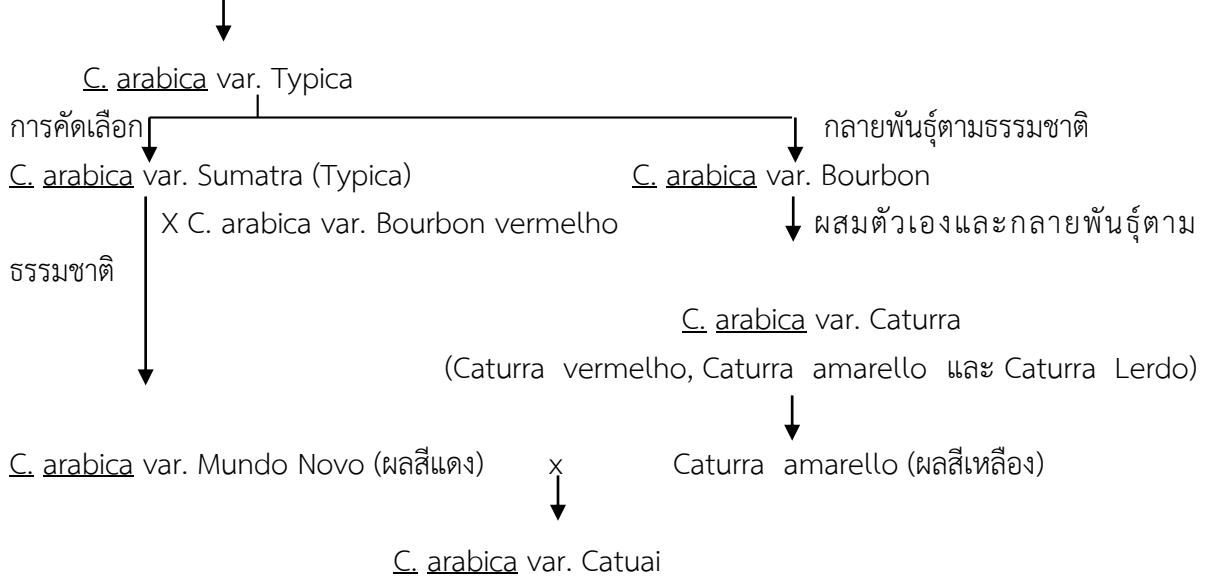 C. arabica var. Typica
การคัดเลือก กลายพันธุ์ตามธรรมชาติ
C. arabica var. Sumatra (Typica) C. arabica var. Bourbon
X C. arabica var. Bourbon vermelho ผสมตัวเองและกลายพันธุ์ตาม
ธรรมชาติ
C. arabica var. Caturra
(Caturra vermelho, Caturra amarello และ Caturra Lerdo)
C. arabica var. Mundo Novo (ผลสีแดง) x Caturra amarello (ผลสีเหลือง)
C. arabica var. Catuai